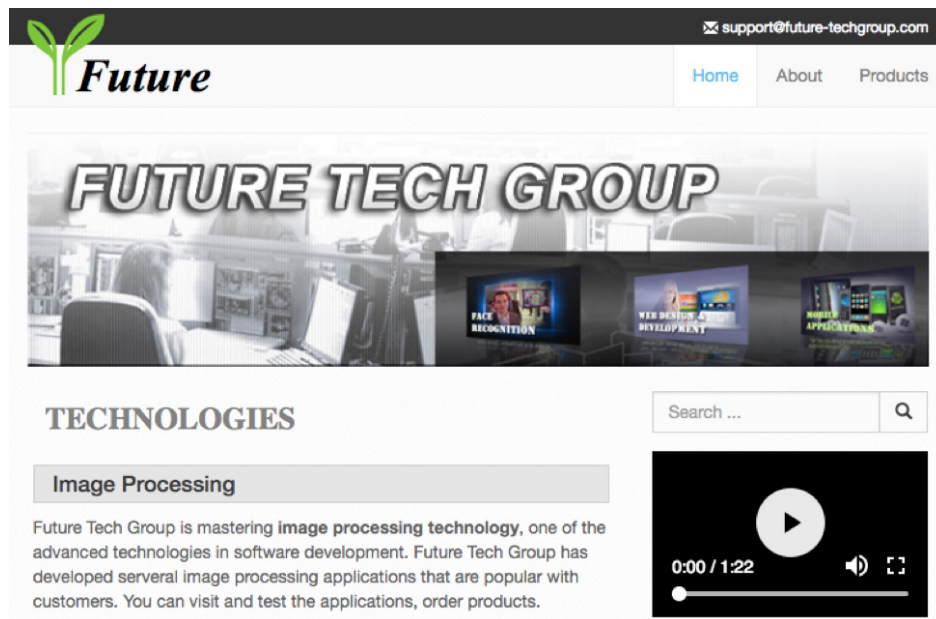 support@future-techgroup.com
Future
Home About Products
FUTURE TECH GROUP
FACE
RECOGNITION
WEB DESIGN &
DEVELOPMENT
MOBILE
APPLICATIONS
TECHNOLOGIES
Search ...
Image Processing
Future Tech Group is mastering image processing technology, one of the
advanced technologies in software development. Future Tech Group has
developed serveral image processing applications that are popular with
customers. You can visit and test the applications, order products.
0:00 / 1:22